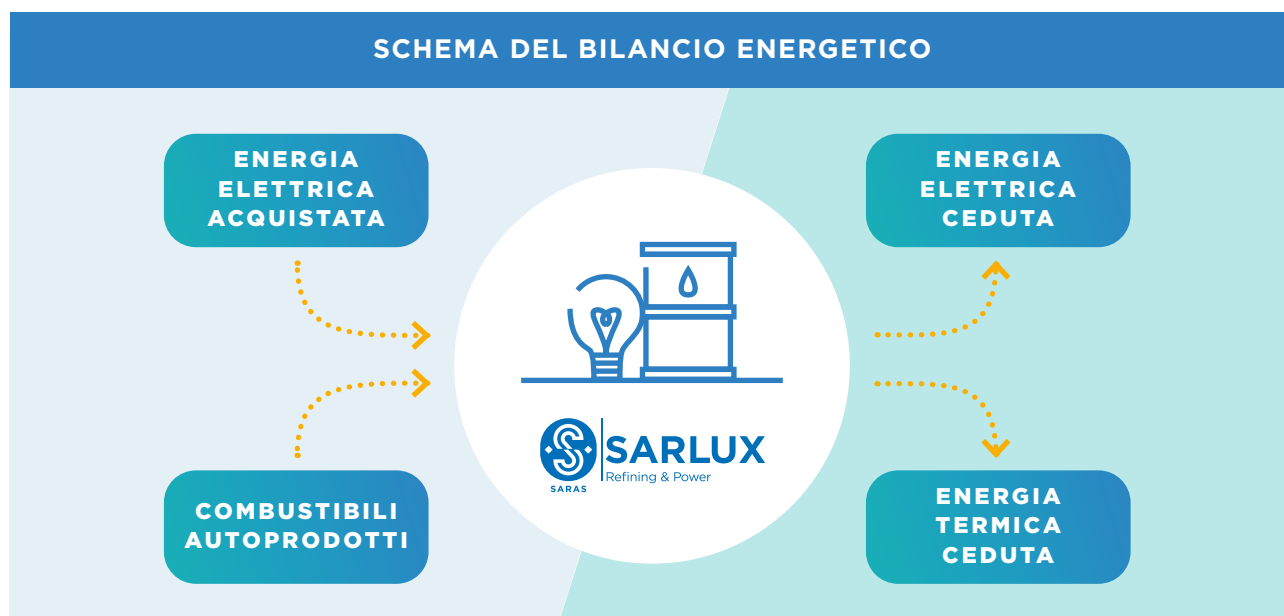 SCHEMA DEL BILANCIO ENERGETICO
ENERGIA
ELETTRICA
ACQUISTATA
COMBUSTIBILI
AUTOPRODOTTI
SARAS
SARLUX
Refining & Power
ENERGIA
ELETTRICA
CEDUTA
ENERGIA
TERMICA
CEDUTA